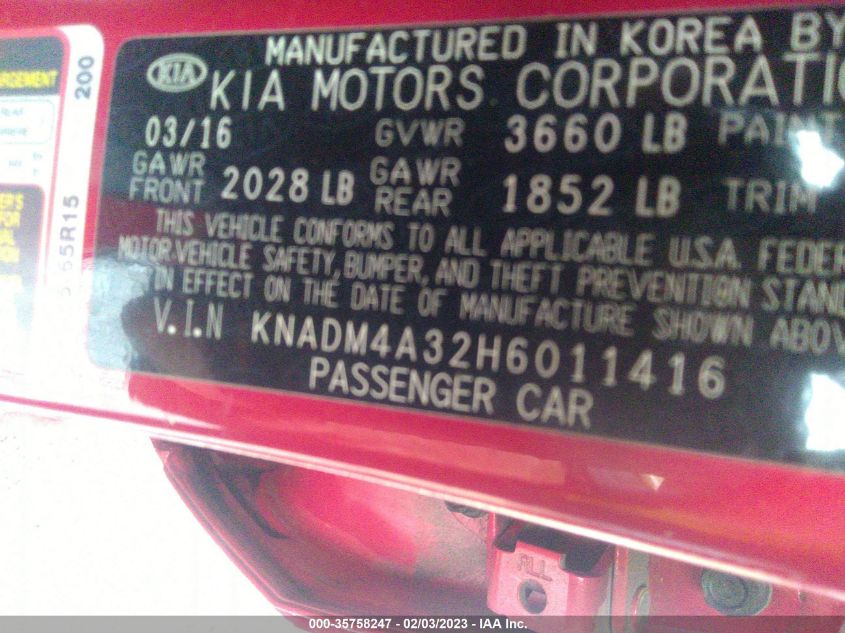 MANUFACTURED IN KOREA BY
KIA
KIA MOTORS CORPORATI
03/16 GVWR 3660 LB PAINT
GAWR FRONT 2028 LB GAWR REAR 1852 LB TRIM
THIS VEHICLE CONFORMS TO ALL APPLICABLE U.S.A. FEDER
MOTOR-VEHICLE SAFETY, BUMPER, AND THEFT PREVENTION STAN
IN EFFECT ON THE DATE OF MANUFACTURE SHOWN ABOV
V.I.N KNADM4A32H6011416
PASSENGER CAR
200
65R15
ALL
000-35758247 - 02/03/2023 - IAA Inc.